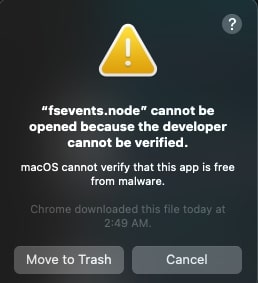 ?
“fsevents.node” cannot be
opened because the developer
cannot be verified.
macOS cannot verify that this app is free
from malware.
Chrome downloaded this file today at
2:49 AM.
Move to Trash
Cancel